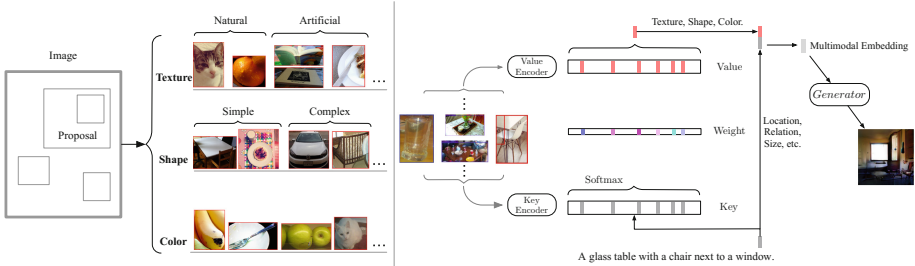 Image
Proposal
Natural
Artificial
Texture
...
Simple
Complex
Shape
...
Color
...
Value
Encoder
Key
Encoder
Texture, Shape, Color.
Value
Weight
Softmax
Key
Multimodal Embedding
Generator
Location,
Relation,
Size, etc.
A glass table with a chair next to a window.